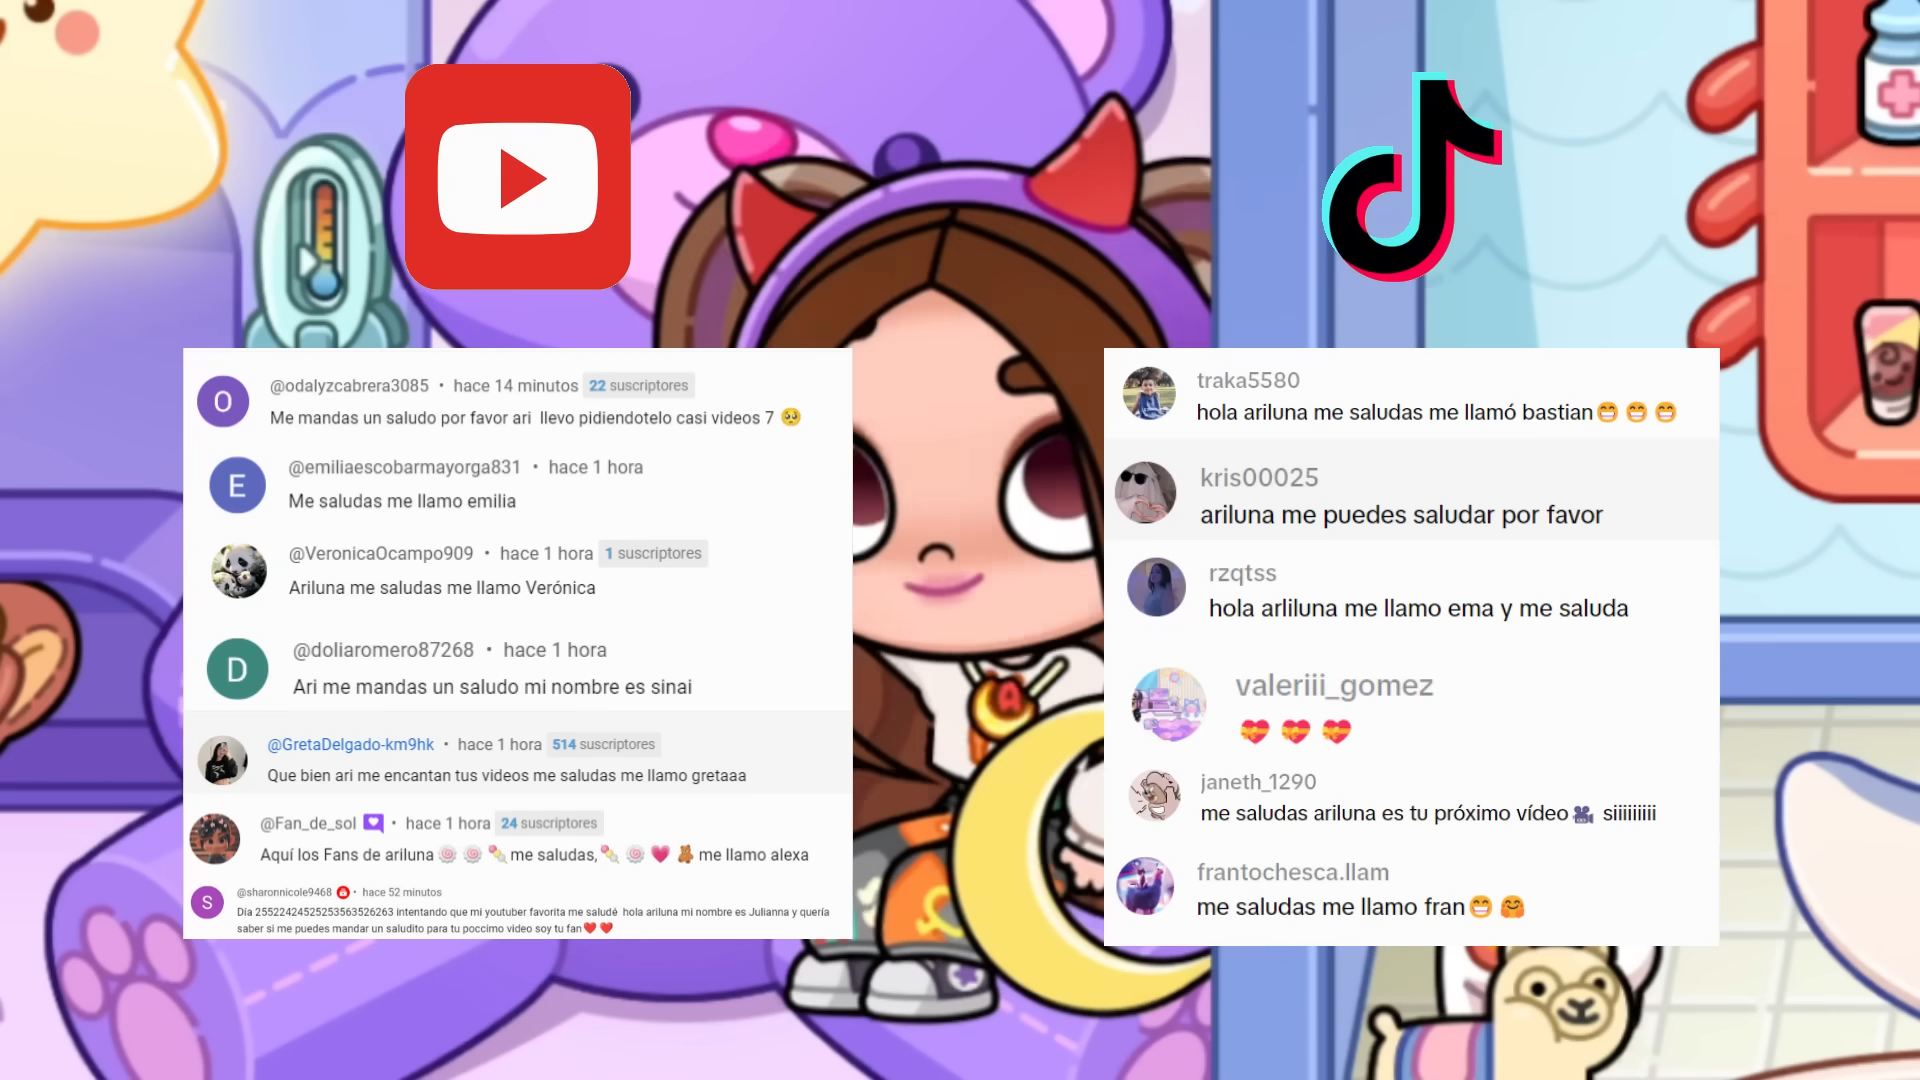 @odalyzcabrera3085 • hace 14 minutos 22 suscriptores
Me mandas un saludo por favor ari llevo pidiendotelo casi videos 7 🥺
@emiliaescobarmayorga831 • hace 1 hora
Me saludas me llamo emilia
@VeronicaOcampo909 • hace 1 hora 1 suscriptores
Ariluna me saludas me llamo Verónica
@doliaromero87268 • hace 1 hora
Ari me mandas un saludo mi nombre es sinai
@GretaDelgado-km9hk • hace 1 hora 514 suscriptores
Que bien ari me encantan tus videos me saludas me llamo gretaaa
@Fan_de_sol • hace 1 hora 24 suscriptores
Aquí los Fans de ariluna 🍥 🍥 🍡 me saludas, 🍡 🍥 💗 🧸 me llamo alexa
@sharonnicole9468 • hace 52 minutos
Día 25522424525253563526263 intentando que mi youtuber favorita me saludé hola ariluna mi nombre es Julianna y quería
saber si me puedes mandar un saludito para tu poccimo video soy tu fan❤️ ❤️
traka5580
hola ariluna me saludas me llamó bastian😁 😁 😁
kris00025
ariluna me puedes saludar por favor
rzqtss
hola arliluna me llamo ema y me saluda
valeriii_gomez
💝 💝 💝
janeth_1290
me saludas ariluna es tu próximo vídeo🎥 siiiiiiiii
frantochesca.llam
me saludas me llamo fran😁 🤗
O
E
D
S
A